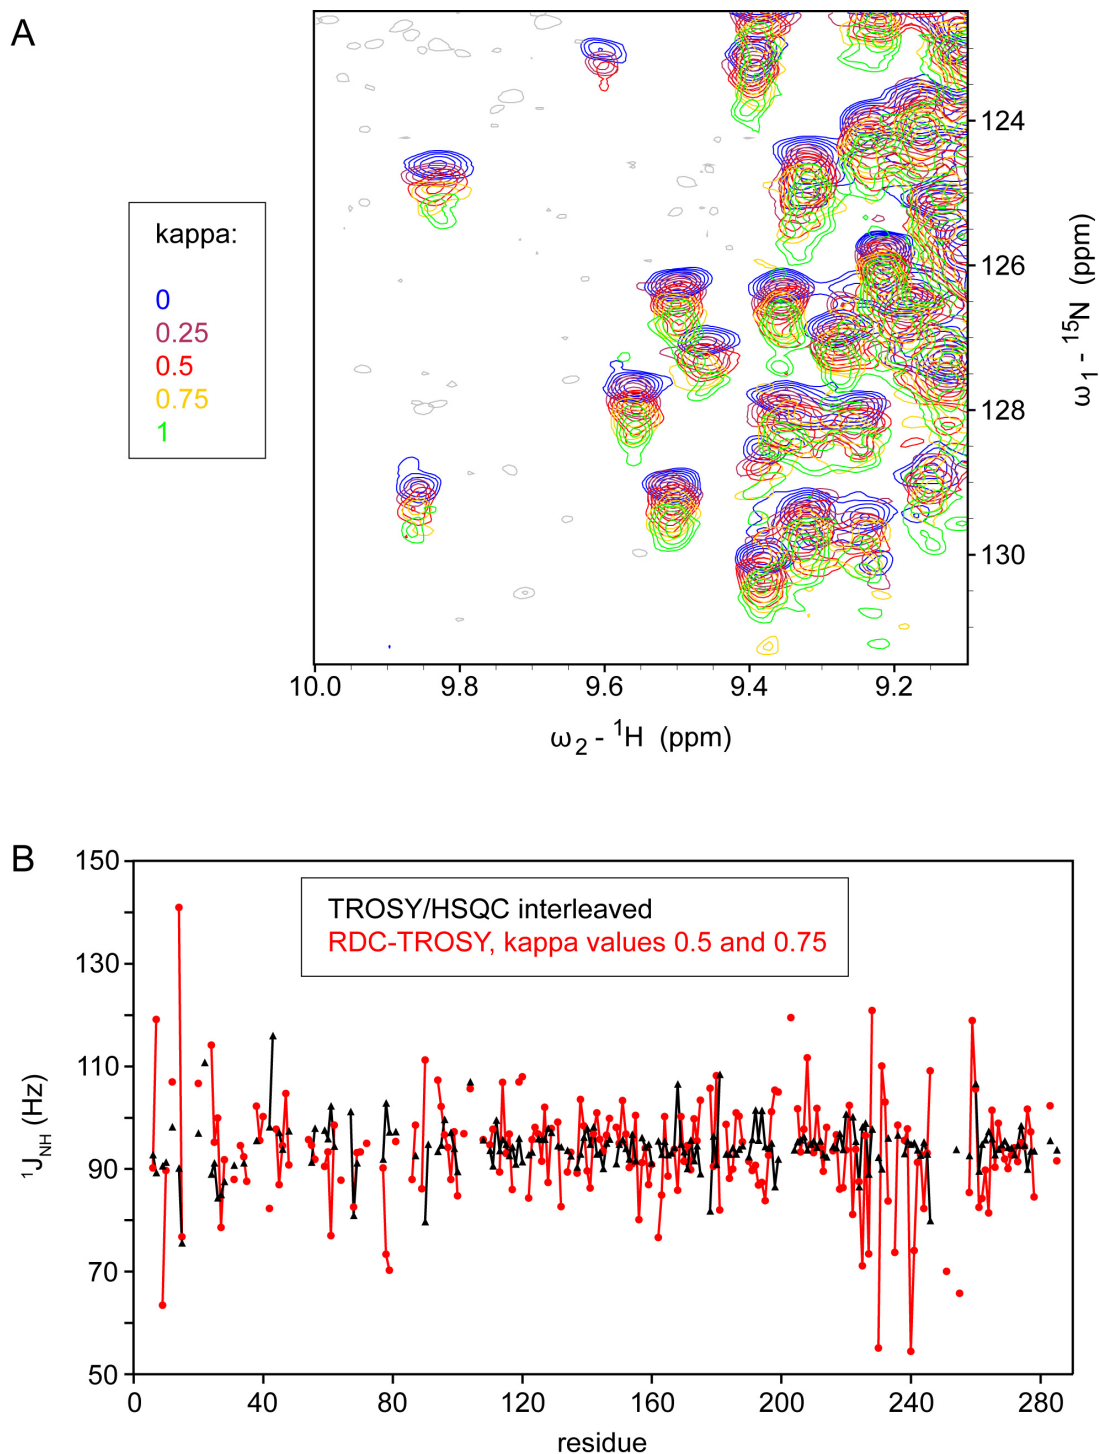 A
kappa:
0
0.25
0.5
0.75
1
124
126
128
130
ω1 - 15N (ppm)
10.0 9.8 9.6 9.4 9.2
ω2 - 1H (ppm)
B
150
130
110
90
70
50
1JNH (Hz)
TROSY/HSQC interleaved
RDC-TROSY, kappa values 0.5 and 0.75
0 40 80 120 160 200 240 280
residue